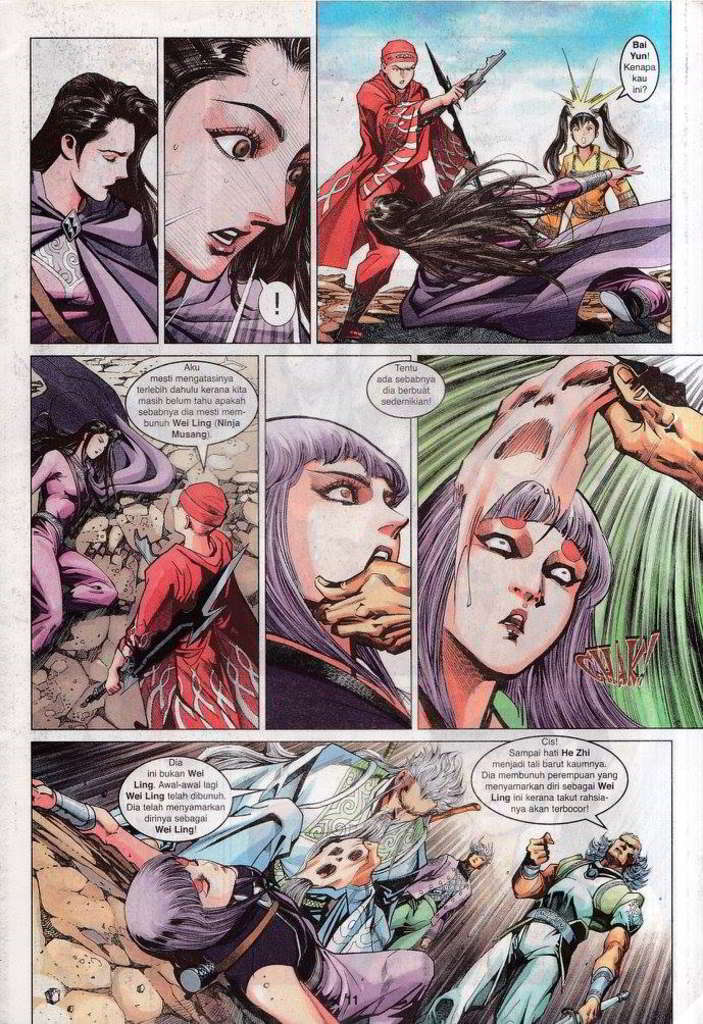 Bai
Yun!
Kenapa
kau
ini?
!
Aku
mesti mengatasinya
terlebih dahulu kerana kita
masih belum tahu apakah
sebabnya dia mesti mem-
bunuh Wei Ling (Ninja
Musang).
Tentu
ada sebabnya
dia berbuat
sedemikian!
CHAK!
Dia
ini bukan Wei
Ling. Awal-awal lagi
Wei Ling telah dibunuh.
Dia telah menyamarkan
dirinya sebagai
Wei Ling!
Cis!
Sampai hati He Zhi
menjadi tali barut kaumnya.
Dia membunuh perempuan yang
menyamarkan diri sebagai Wei
Ling ini kerana takut rahsia-
nya akan terbocor!
11